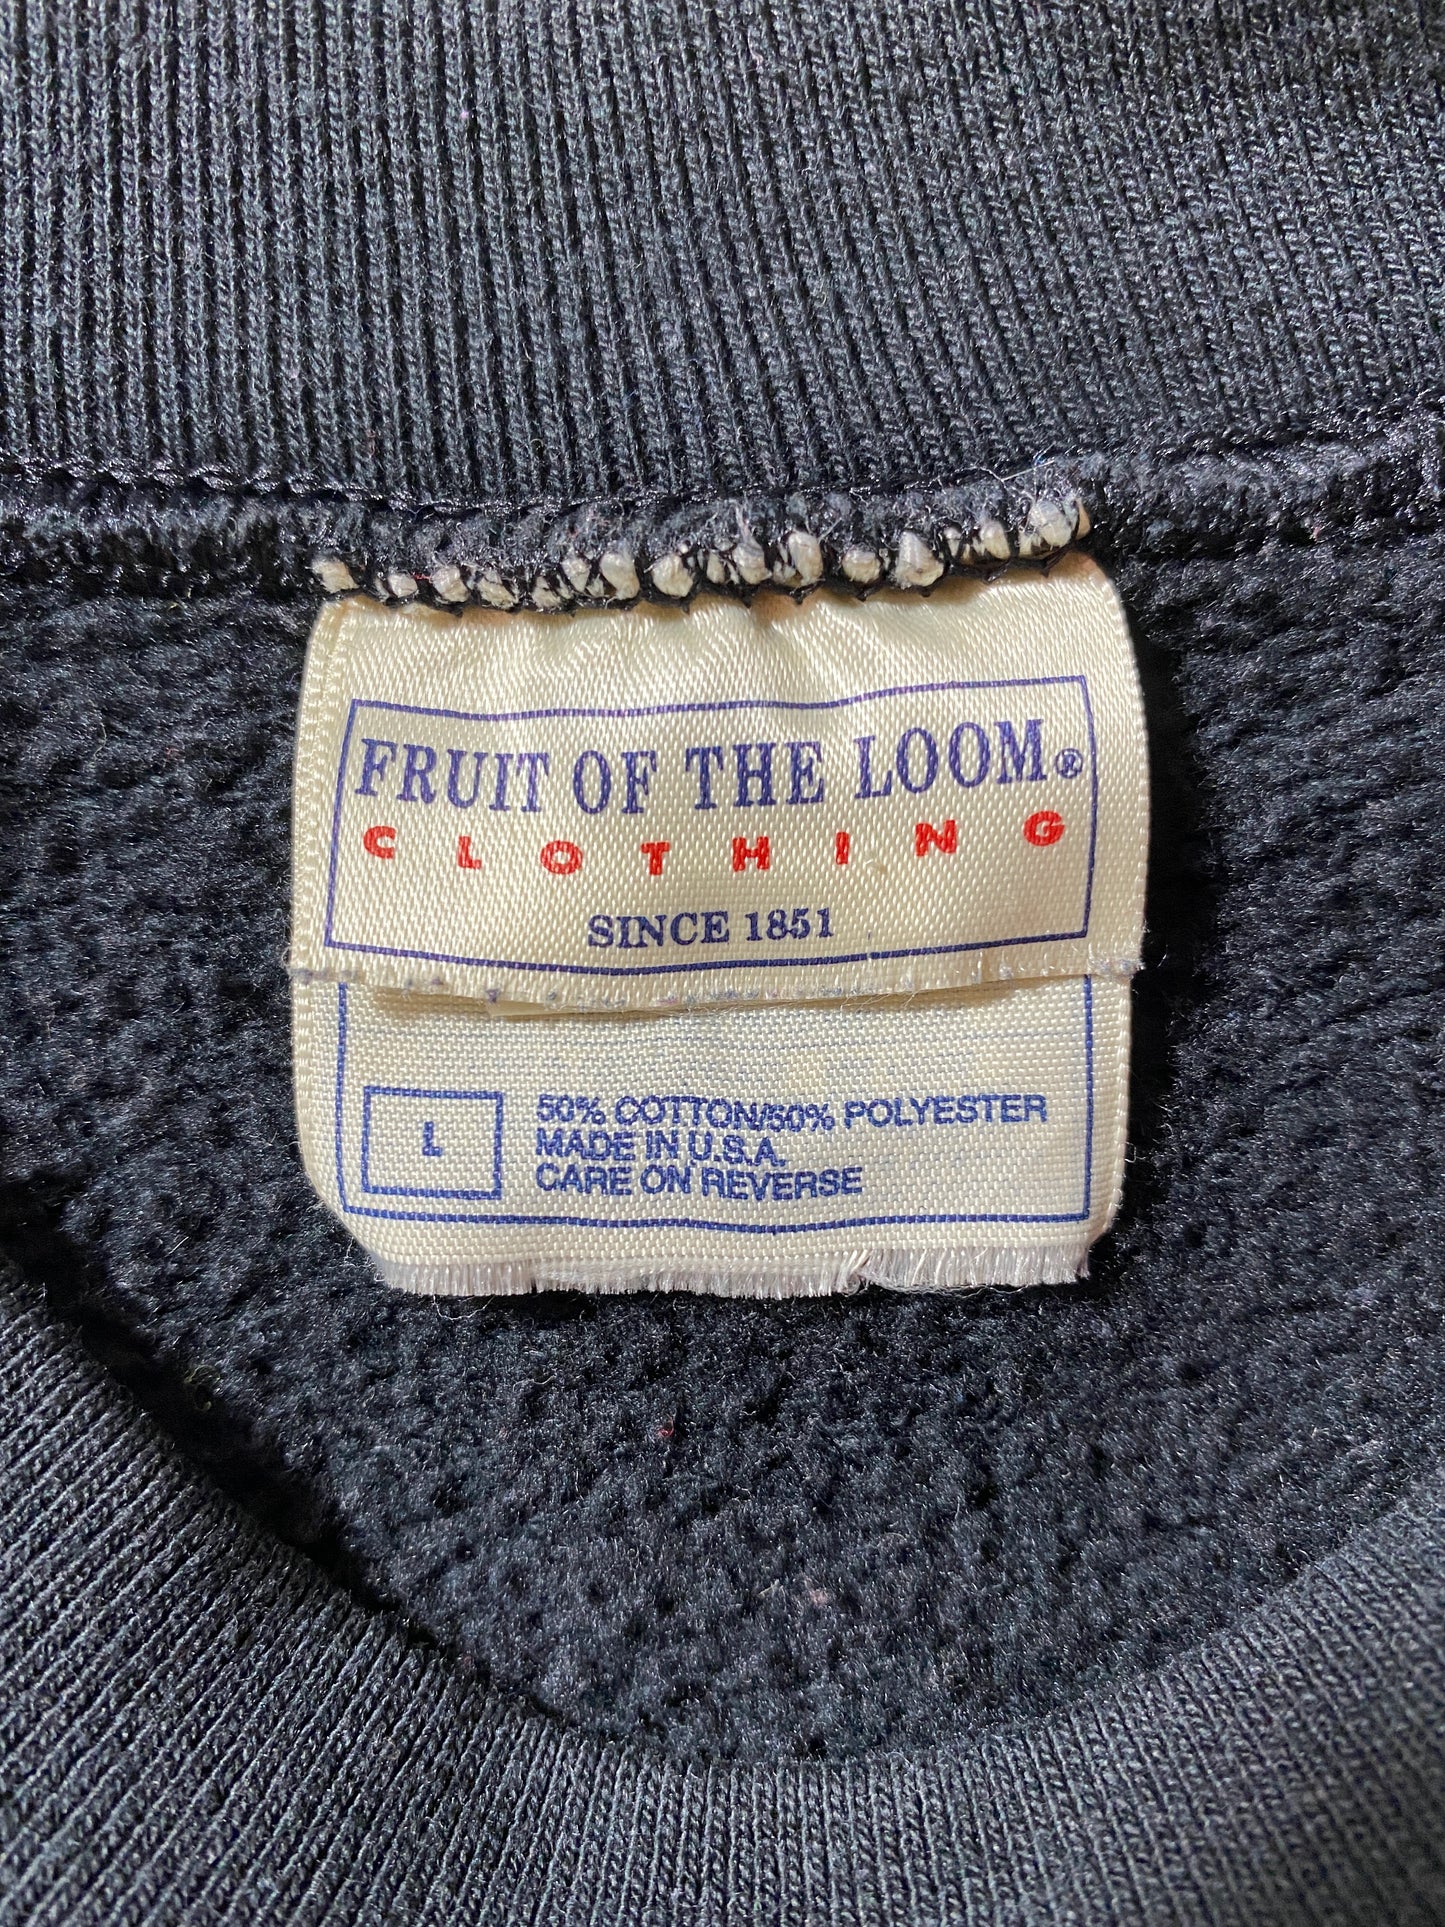 FRUIT OF THE LOOM®
CLOTHING
SINCE 1851
L
50% COTTON/50% POLYESTER
MADE IN U.S.A.
CARE ON REVERSE